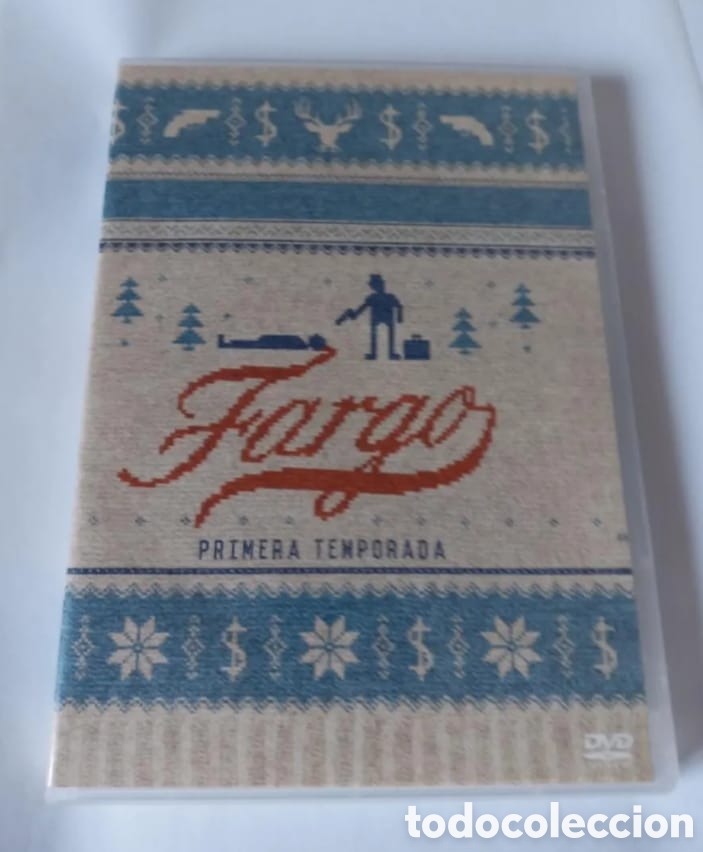 Fargo
PRIMERA TEMPORADA
DVD
todocoleccion